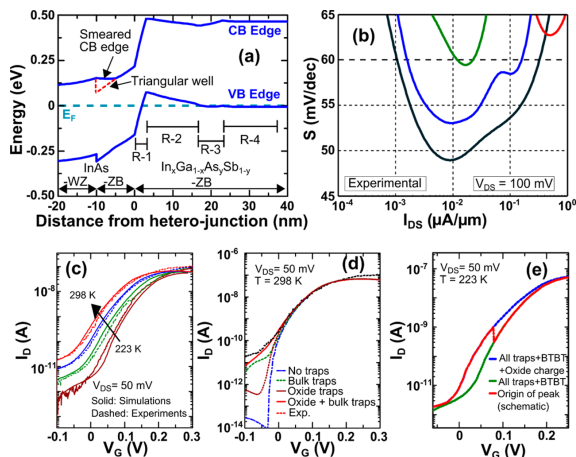 0.50
0.25
0
-0.25
0.50
Energy (eV)
Smeared
CB edge
CB Edge
(a)
Triangular well
VB Edge
E_F
R-1
R-2
R-3
R-4
InAs
In_xGa_{1-x}As_ySb_{1-y}
-WZ
-ZB
-ZB
-20 -10 0 10 20 30 40
Distance from hetero-junction (nm)
65
60
55
50
45
S (mV/dec)
(b)
Experimental
V_DS = 100 mV
10^-4 10^-3 10^-2 10^-1 10^0
I_DS (μA/μm)
(c)
10^-8
10^-11
I_D (A)
298 K
223 K
V_DS= 50 mV
Solid: Simulations
Dashed: Experiments
-0.1 0.0 0.1 0.2 0.3
V_G (V)
10^-6
10^-8
10^-10
10^-12
10^-14
I_D (A)
V_DS= 50 mV
T = 298 K
(d)
No traps
Bulk traps
Oxide traps
Oxide + bulk traps
Exp.
-0.1 0.0 0.1 0.2 0.3
V_G (V)
10^-7
10^-9
10^-11
I_D (A)
V_DS= 50 mV
T = 223 K
(e)
All traps+BTBT
+Oxide charge
All traps+BTBT
Origin of peak
(schematic)
0.0 0.1 0.2
V_G (V)